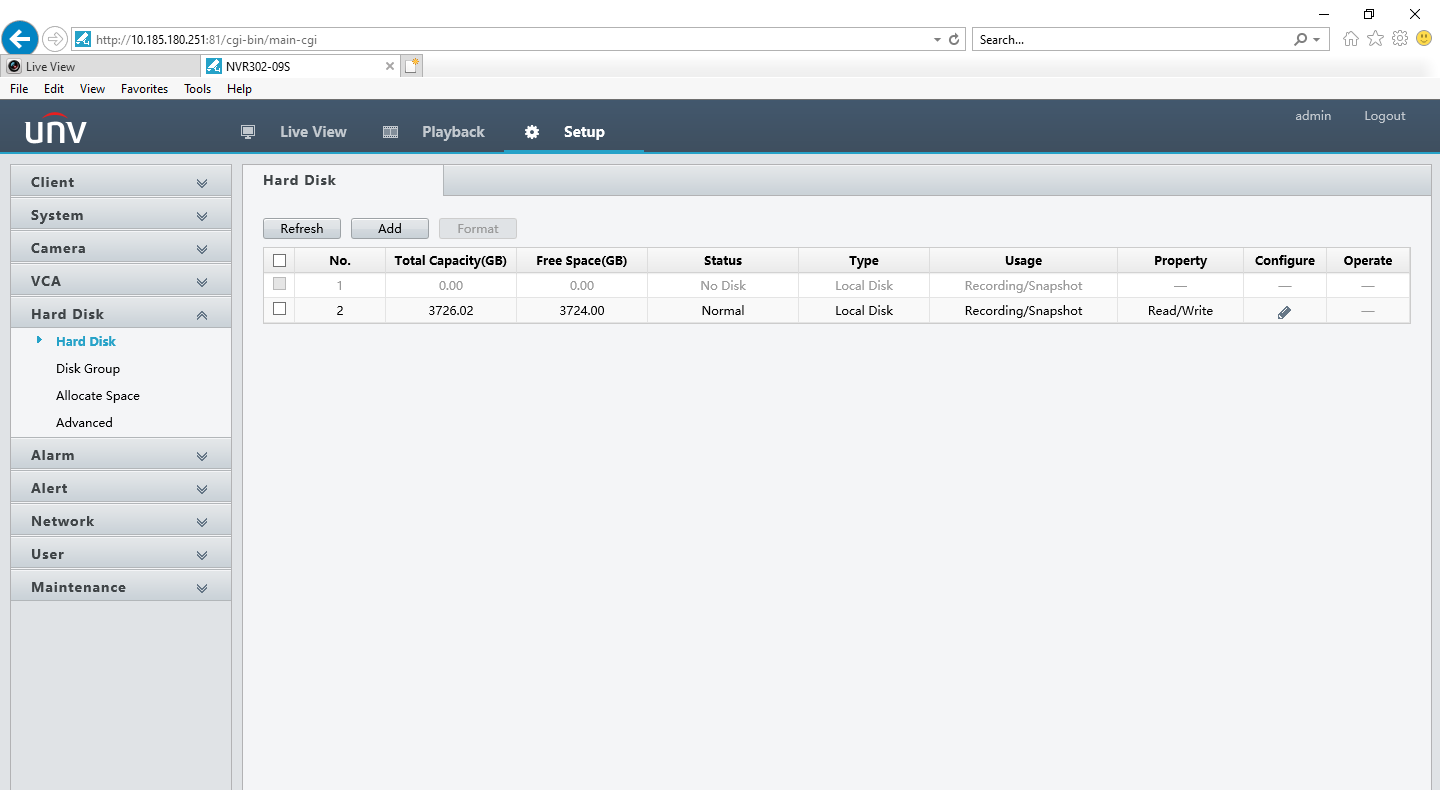 http://10.185.180.251:81/cgi-bin/main-cgi
Search...
Live View
NVR302-09S
File Edit View Favorites Tools Help
unv
Live View Playback Setup
admin Logout
Client
System
Camera
VCA
Hard Disk
Hard Disk
Disk Group
Allocate Space
Advanced
Alarm
Alert
Network
User
Maintenance
Hard Disk
Refresh Add Format
No. Total Capacity(GB) Free Space(GB) Status Type Usage Property Configure Operate
1 0.00 0.00 No Disk Local Disk Recording/Snapshot — — —
2 3726.02 3724.00 Normal Local Disk Recording/Snapshot Read/Write —